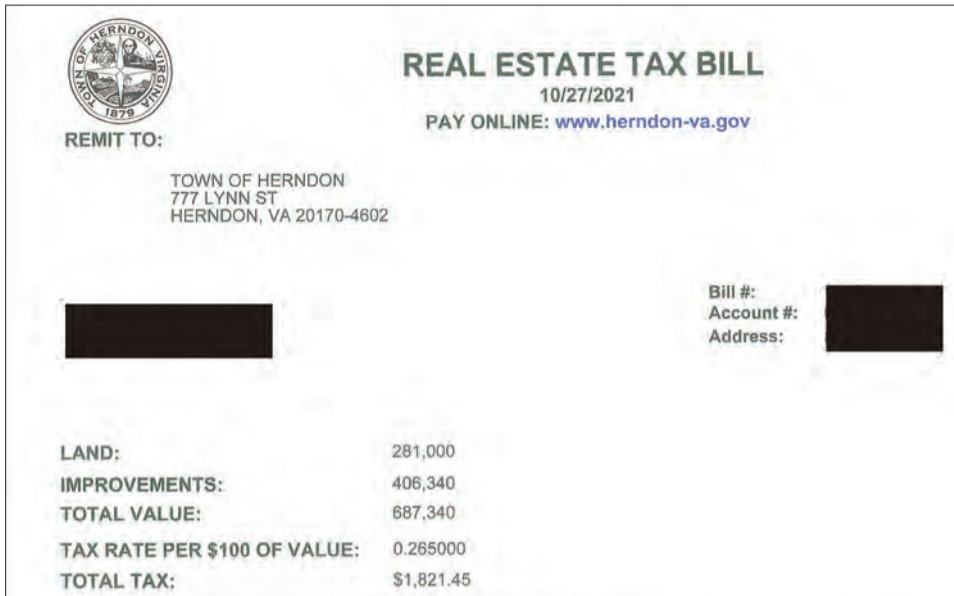 TOWN OF HERNDON VIRGINIA
1879
REAL ESTATE TAX BILL
10/27/2021
PAY ONLINE: www.herndon-va.gov
REMIT TO:
TOWN OF HERNDON
777 LYNN ST
HERNDON, VA 20170-4602
Bill #:
Account #:
Address:
LAND: 281,000
IMPROVEMENTS: 406,340
TOTAL VALUE: 687,340
TAX RATE PER $100 OF VALUE: 0.265000
TOTAL TAX: $1,821.45